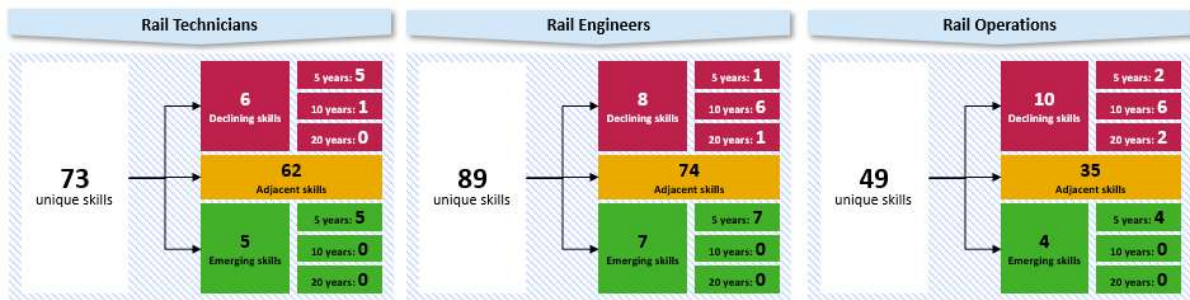 Rail Technicians
73
unique skills
6
Declining skills
5 years: 5
10 years: 1
20 years: 0
62
Adjacent skills
5
Emerging skills
5 years: 5
10 years: 0
20 years: 0
Rail Engineers
89
unique skills
8
Declining skills
5 years: 1
10 years: 6
20 years: 1
74
Adjacent skills
7
Emerging skills
5 years: 7
10 years: 0
20 years: 0
Rail Operations
49
unique skills
10
Declining skills
5 years: 2
10 years: 6
20 years: 2
35
Adjacent skills
4
Emerging skills
5 years: 4
10 years: 0
20 years: 0